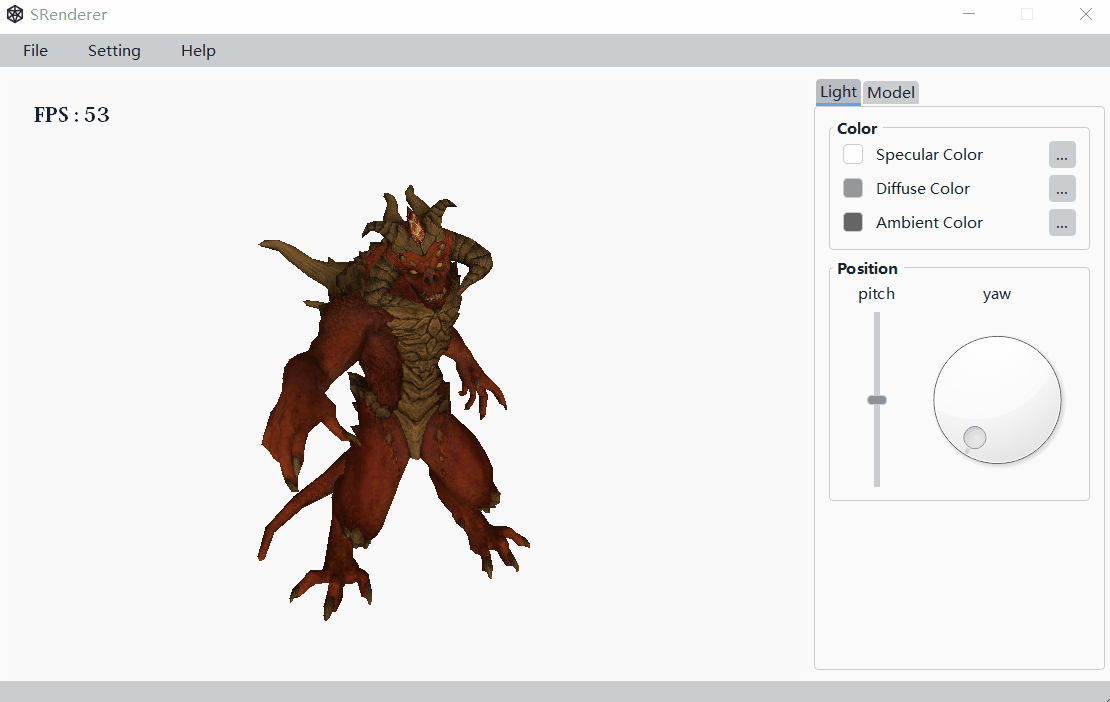 SRenderer
File Setting Help
FPS : 53
Light Model
Color
Specular Color ...
Diffuse Color ...
Ambient Color ...
Position
pitch yaw